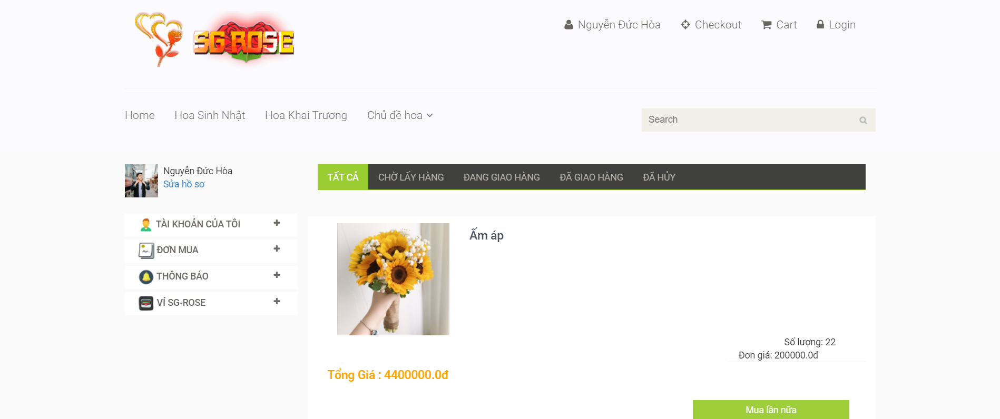 SG ROSE
Nguyễn Đức Hòa
Checkout
Cart
Login
Home
Hoa Sinh Nhật
Hoa Khai Trương
Chủ đề hoa
Search
Nguyễn Đức Hòa
Sửa hồ sơ
TẤT CẢ
CHỜ LẤY HÀNG
ĐANG GIAO HÀNG
ĐÃ GIAO HÀNG
ĐÃ HỦY
TÀI KHOẢN CỦA TÔI
ĐƠN MUA
THÔNG BÁO
VÍ SG-ROSE
Ấm áp
Số lượng: 22
Đơn giá: 200000.0đ
Tổng Giá : 4400000.0đ
Mua lần nữa